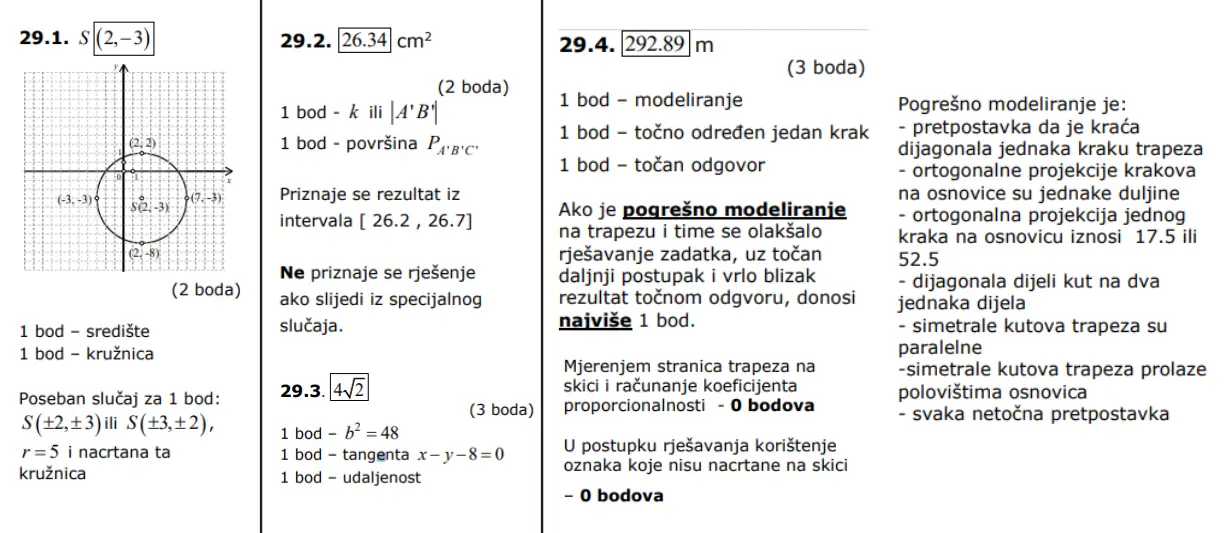 29.1. S(2,−3)
y
(2, 2)
1
0
1
x
(-3, -3)
S(2, -3)
(7, -3)
(2, -8)
(2 boda)
1 bod – središte
1 bod – kružnica
Poseban slučaj za 1 bod:
S(±2,±3) ili S(±3,±2),
r = 5 i nacrtana ta
kružnica
29.2. 26.34 cm²
(2 boda)
1 bod - k ili |A'B'|
1 bod - površina P_{A'B'C'}
Priznaje se rezultat iz
intervala [ 26.2 , 26.7]
Ne priznaje se rješenje
ako slijedi iz specijalnog
slučaja.
29.3. 4√2
(3 boda)
1 bod – b² = 48
1 bod – tangenta x − y − 8 = 0
1 bod – udaljenost
29.4. 292.89 m
(3 boda)
1 bod – modeliranje
1 bod – točno određen jedan krak
1 bod – točan odgovor
Ako je pogrešno modeliranje
na trapezu i time se olakšalo
rješavanje zadatka, uz točan
daljnji postupak i vrlo blizak
rezultat točnom odgvoru, donosi
najviše 1 bod.
Mjerenjem stranica trapeza na
skici i računanje koeficijenta
proporcionalnosti - 0 bodova
U postupku rješavanja korištenje
oznaka koje nisu nacrtane na skici
– 0 bodova
Pogrešno modeliranje je:
- pretpostavka da je kraća
dijagonala jednaka kraku trapeza
- ortogonalne projekcije krakova
na osnovice su jednake duljine
- ortogonalna projekcija jednog
kraka na osnovicu iznosi 17.5 ili
52.5
- dijagonala dijeli kut na dva
jednaka dijela
- simetrale kutova trapeza su
paralelne
-simetrale kutova trapeza prolaze
polovištima osnovica
- svaka netočna pretpostavka